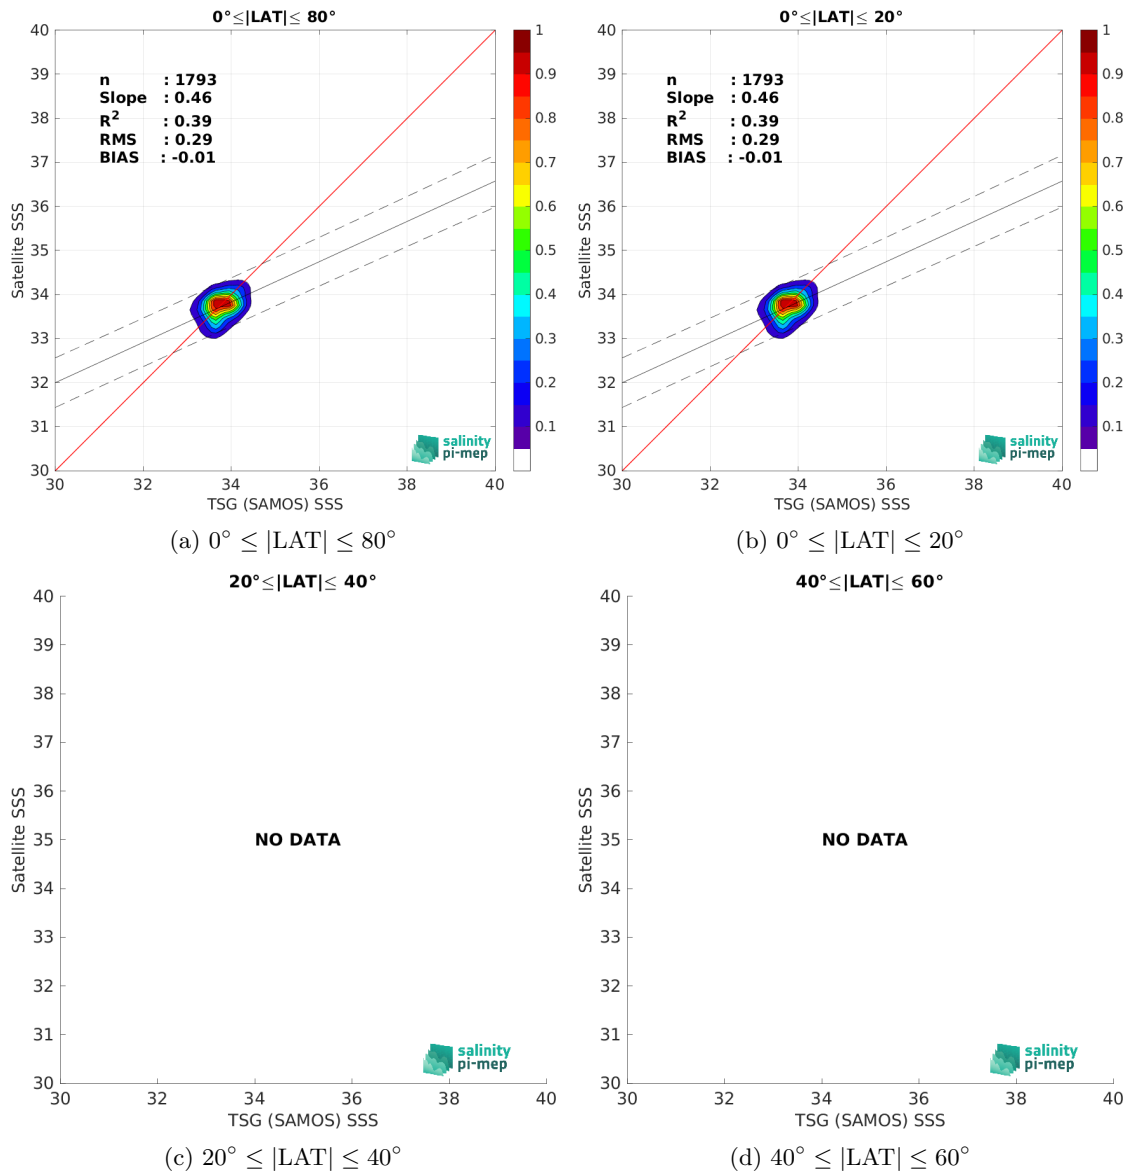 0°≤|LAT|≤ 80°
40
39
38
37
36
35
34
33
32
31
30
Satellite SSS
n : 1793
Slope : 0.46
R² : 0.39
RMS : 0.29
BIAS : -0.01
salinity
pi-mep
30 32 34 36 38 40
TSG (SAMOS) SSS
1
0.9
0.8
0.7
0.6
0.5
0.4
0.3
0.2
0.1
(a) 0° ≤ |LAT| ≤ 80°
0°≤|LAT|≤ 20°
40
39
38
37
36
35
34
33
32
31
30
Satellite SSS
n : 1793
Slope : 0.46
R² : 0.39
RMS : 0.29
BIAS : -0.01
salinity
pi-mep
30 32 34 36 38 40
TSG (SAMOS) SSS
1
0.9
0.8
0.7
0.6
0.5
0.4
0.3
0.2
0.1
(b) 0° ≤ |LAT| ≤ 20°
20°≤|LAT|≤ 40°
40
39
38
37
36
35
34
33
32
31
30
Satellite SSS
NO DATA
salinity
pi-mep
30 32 34 36 38 40
TSG (SAMOS) SSS
(c) 20° ≤ |LAT| ≤ 40°
40°≤|LAT|≤ 60°
40
39
38
37
36
35
34
33
32
31
30
Satellite SSS
NO DATA
salinity
pi-mep
30 32 34 36 38 40
TSG (SAMOS) SSS
(d) 40° ≤ |LAT| ≤ 60°